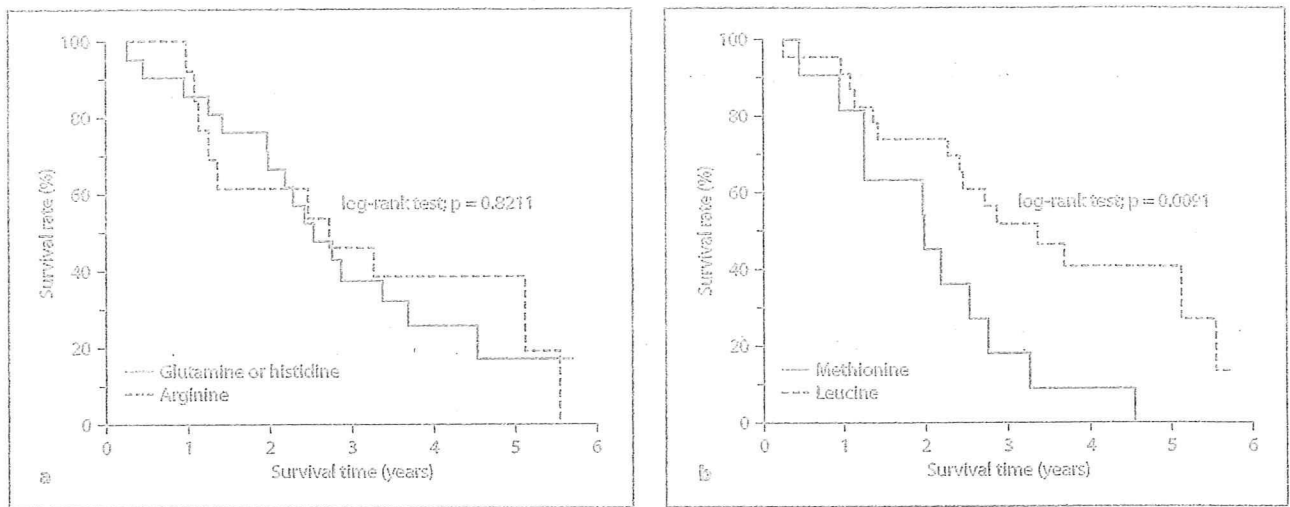 100
80
60
40
20
0
Survival rate (%)
log-rank test; p = 0.8211
Glutamine or histidine
Arginine
0 1 2 3 4 5 6
Survival time (years)
a
100
80
60
40
20
0
Survival rate (%)
log-rank test; p = 0.0091
Methionine
Leucine
0 1 2 3 4 5 6
Survival time (years)
b